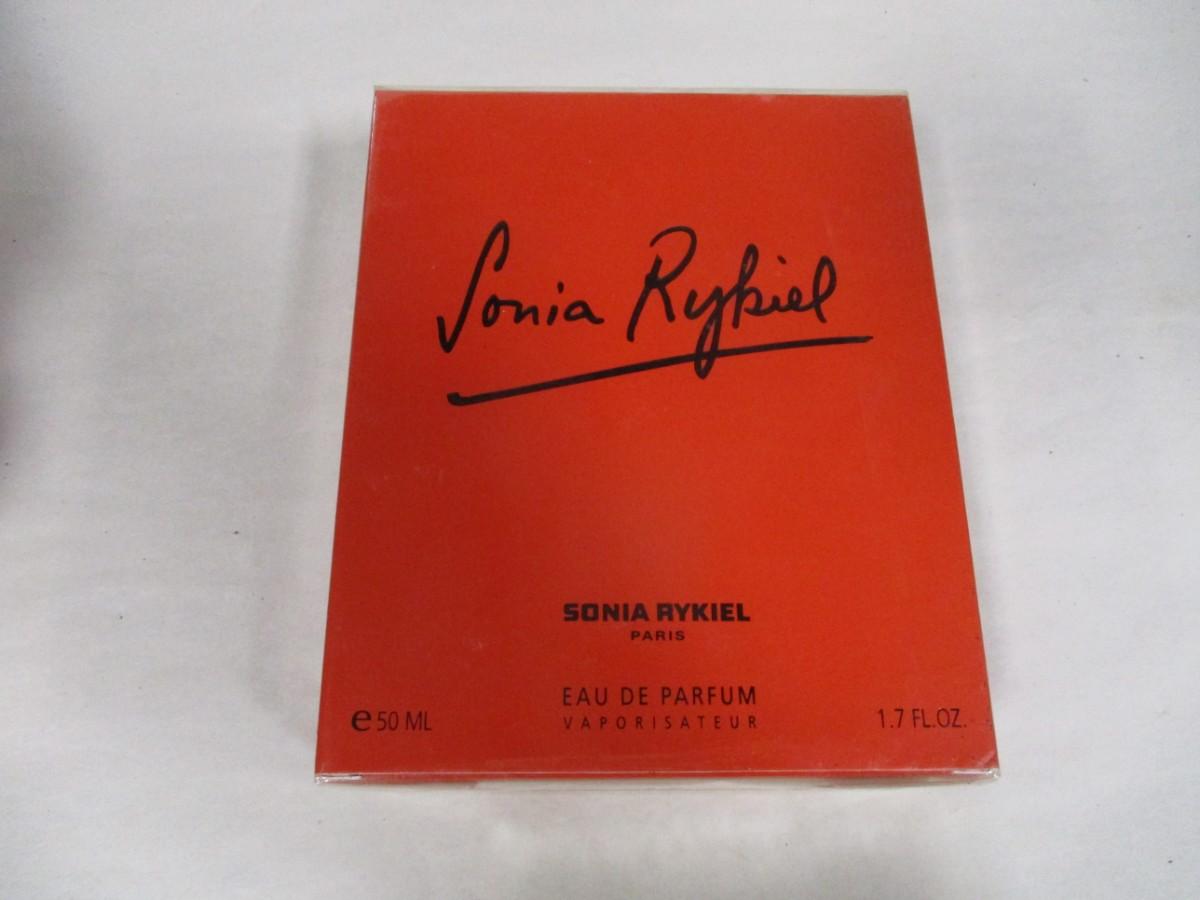 Sonia Rykiel
SONIA RYKIEL
PARIS
EAU DE PARFUM
℮50 ML VAPORISATEUR 1.7 FL.OZ.